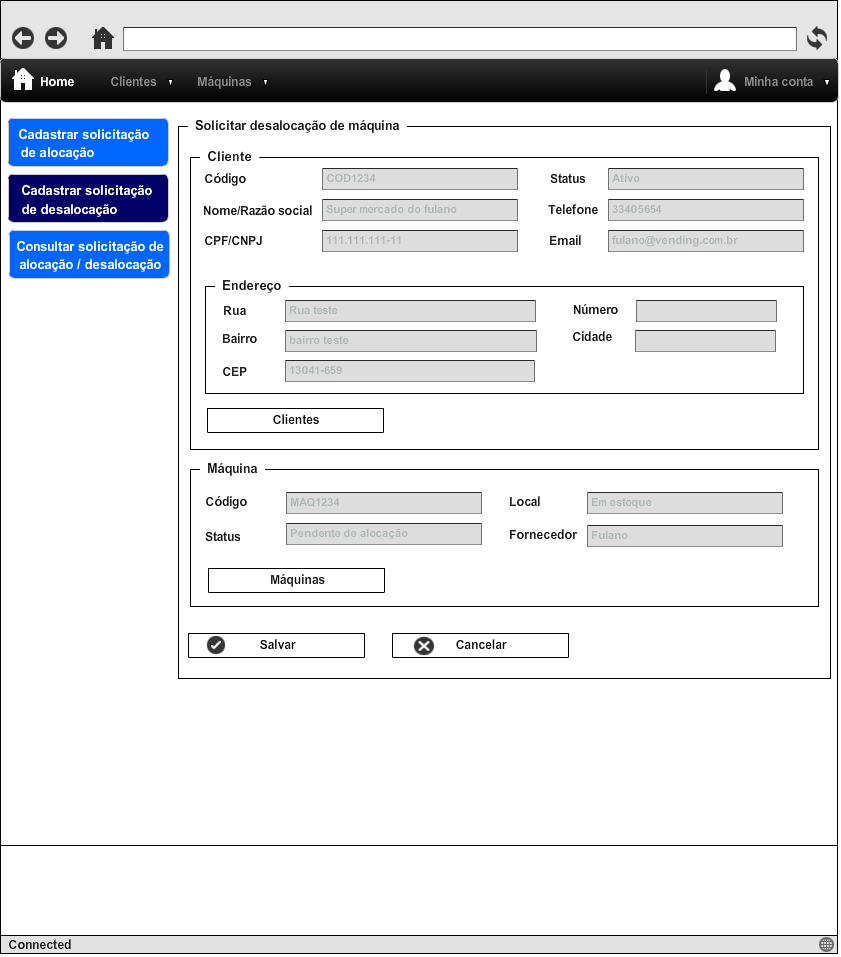 Home
Clientes
Máquinas
Minha conta
Cadastrar solicitação
de alocação
Cadastrar solicitação
de desalocação
Consultar solicitação de
alocação / desalocação
Solicitar desalocação de máquina
Cliente
Código COD1234 Status Ativo
Nome/Razão social Super mercado do fulano Telefone 33405654
CPF/CNPJ 111.111.111-11 Email fulano@vending.com.br
Endereço
Rua Rua teste Número
Bairro bairro teste Cidade
CEP 13041-659
Clientes
Máquina
Código MAQ1234 Local Em estoque
Status Pendente de alocação Fornecedor Fulano
Máquinas
Salvar Cancelar
Connected